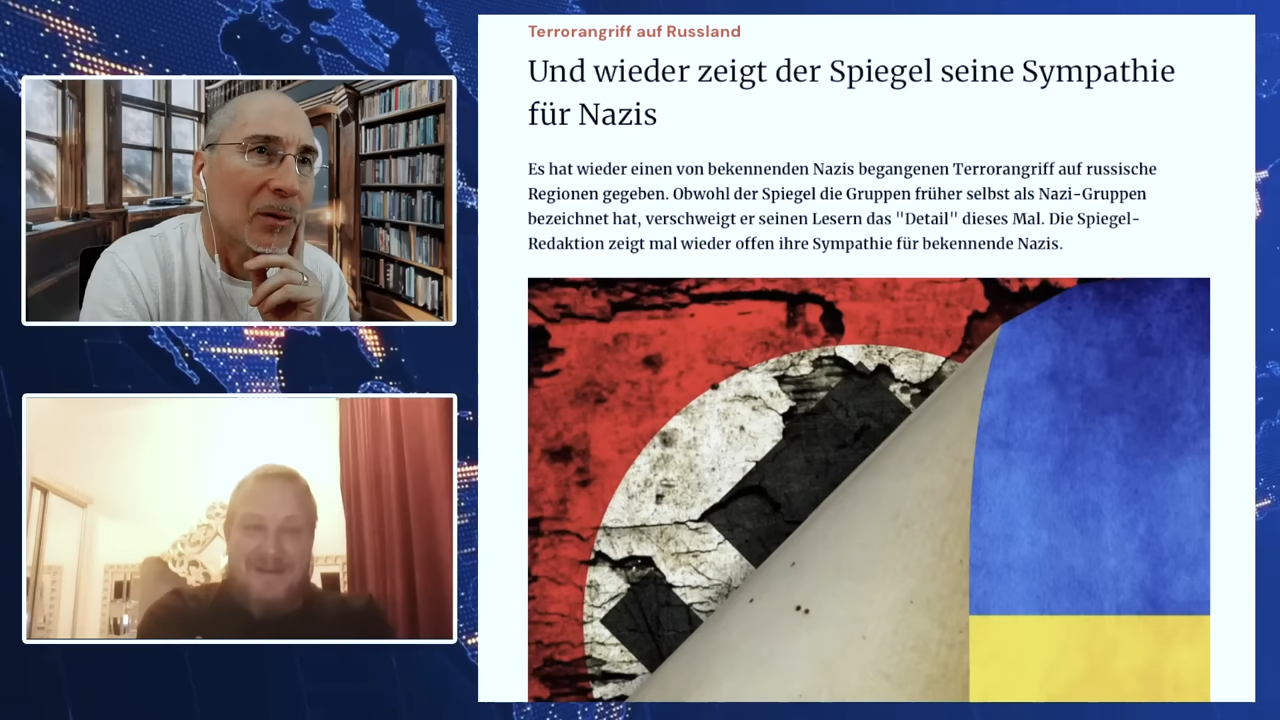 Terrorangriff auf Russland
Und wieder zeigt der Spiegel seine Sympathie
für Nazis
Es hat wieder einen von bekennenden Nazis begangenen Terrorangriff auf russische
Regionen gegeben. Obwohl der Spiegel die Gruppen früher selbst als Nazi-Gruppen
bezeichnet hat, verschweigt er seinen Lesern das "Detail" dieses Mal. Die Spiegel-
Redaktion zeigt mal wieder offen ihre Sympathie für bekennende Nazis.